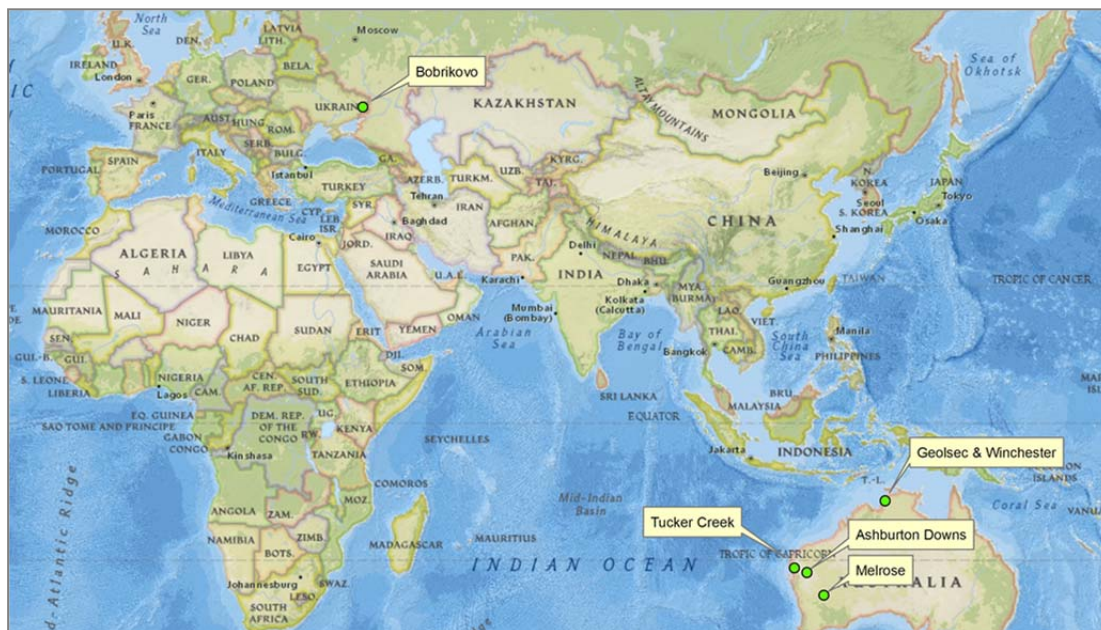 North
Sea
LATVIA
LITH.
Moscow
U.K.
DEN.
IRELAND
London
BELA.
GER.
POLAND
Bobrikovo
Sea of
Okhotsk
IC
Paris
FRANCE
UKRAIN
KAZAKHSTAN
ALTAY MOUNTAINS
MONGOLIA
AUST.
HUNG.
ROM.
SERB.
ITALY
BULG.
PORTUGAL
SPAIN
Istanbul
GA.
AZERB.
UZB.
KYRG.
TURKM.
TAJ.
Beijing
N.
KOREA
Seoul
S. KOREA
JAPAN
Tokyo
Osaka
GREECE
TURKEY
Tehran
Mediterranean Sea
CYP.
SYR.
LEB.
ISR.
Baghdad
IRAN
AFGHAN.
CHINA
Shanghai
MOROCCO
Cairo
JORD.
IRAQ
HIMALAYA
ALGERIA
LIBYA
EGYPT
SAUDI
ARABIA
PAK.
Delhi
NEPAL
BHU.
SAHARA
U.A.E.
Karachi
INDIA
Dhaka
Guangzhou
TAIWAN
TROPIC OF CANCER
MAURITANIA
MALI
NIGER
CHAD
SUDAN
ERIT
YEMEN
OMAN
Mumbai
(Bombay)
Kolkata
(Calcutta)
MYA.
BURMA
LAO.
VIET.
Arabian
Sea
Bay of
Bengal
THAI.
South
China
Sea
Manila
PHILIPPINES
SEN.
GUI.-B.
GUI.
DJI.
SOM.
Bangkok
CAMB.
S. LEONE
LIBERIA
NIGERIA
Lagos
CAM.
CEN.
AF. REP.
SOUTH
SUD.
ETHIOPIA
SRI LANKA
BRU.
MALAYSIA
EQUATOR
EQ. GUINEA
SAO TOME AND PRINCIPE
GABON
CONGO
DEM. REP.
OF THE
CONGO
UG.
RW.
KENYA
SEYCHELLES
Kinshasa
TANZANIA
Jakarta
INDONESIA
Geolsec & Winchester
ON
ISLANDS
T.-L.
COMOROS
ANGOLA
ZAM.
MOZ.
Mid-Indian
Basin
Coral Sea
VANUA
Tucker Creek
Ashburton Downs
NAMIBIA
ZIMB.
BOTS.
MADAGASCAR
MAURITIUS
TROPIC OF CAPRICORN
INDIAN OCEAN
Melrose
USTRALIA
Johannesburg
SWAZ.
LESO.
SOUTH
AFRICA
d-Atlantic Ridge